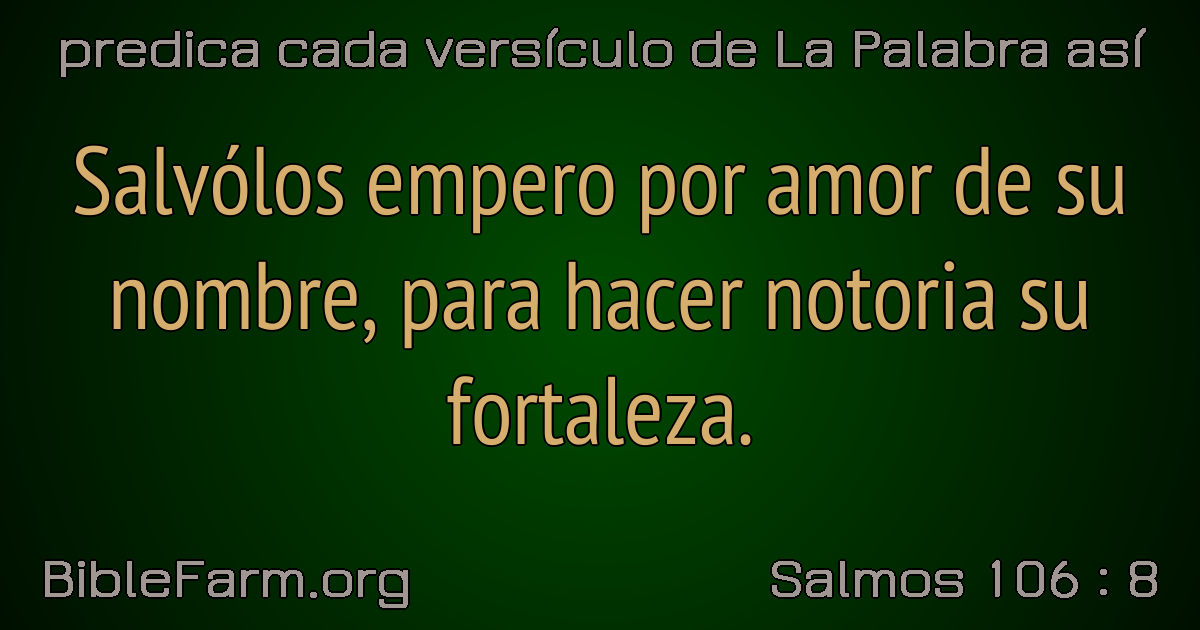 predica cada versículo de La Palabra así
Salvólos empero por amor de su
nombre, para hacer notoria su
fortaleza.
BibleFarm.org
Salmos 106 : 8